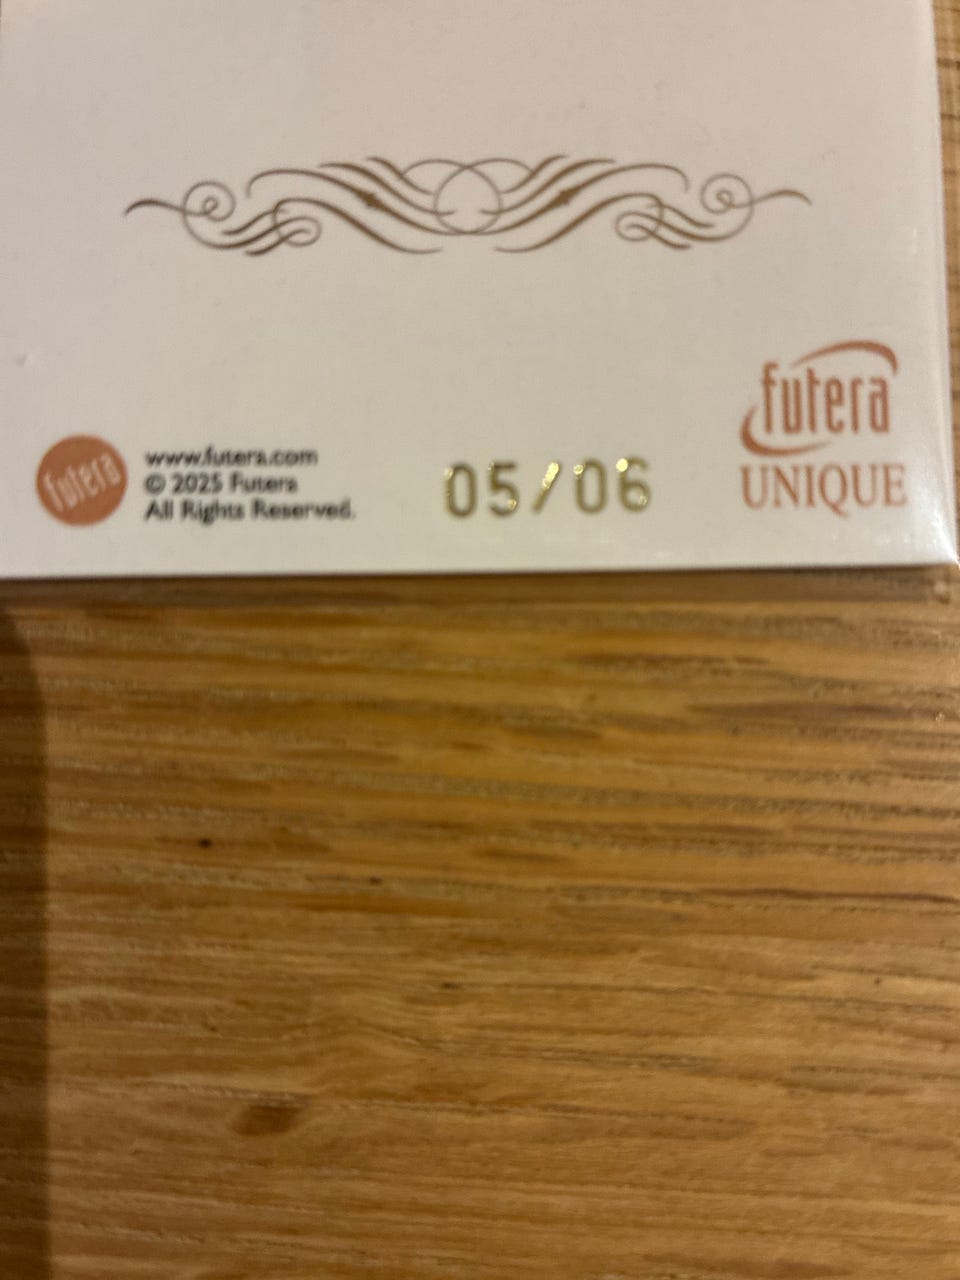 futera
UNIQUE
futera
www.futera.com
© 2025 Futera
All Rights Reserved.
05/06